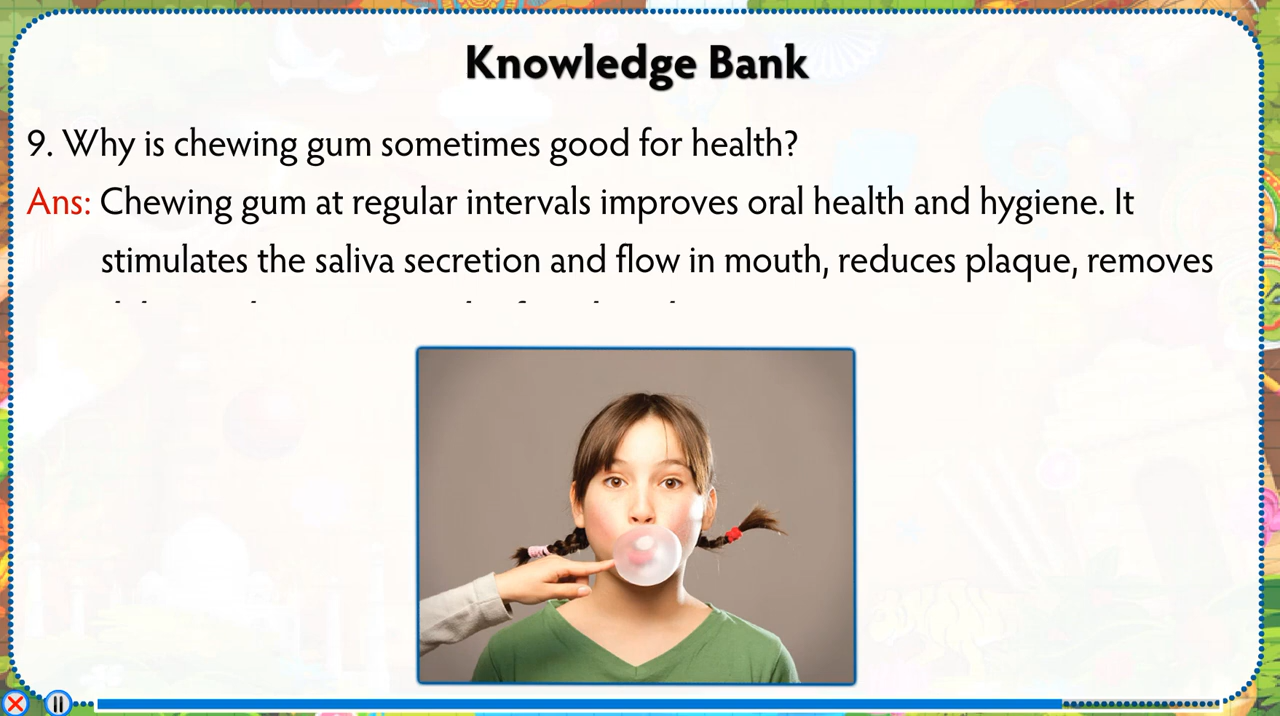 Knowledge Bank
9. Why is chewing gum sometimes good for health?
Ans: Chewing gum at regular intervals improves oral health and hygiene. It
stimulates the saliva secretion and flow in mouth, reduces plaque, removes